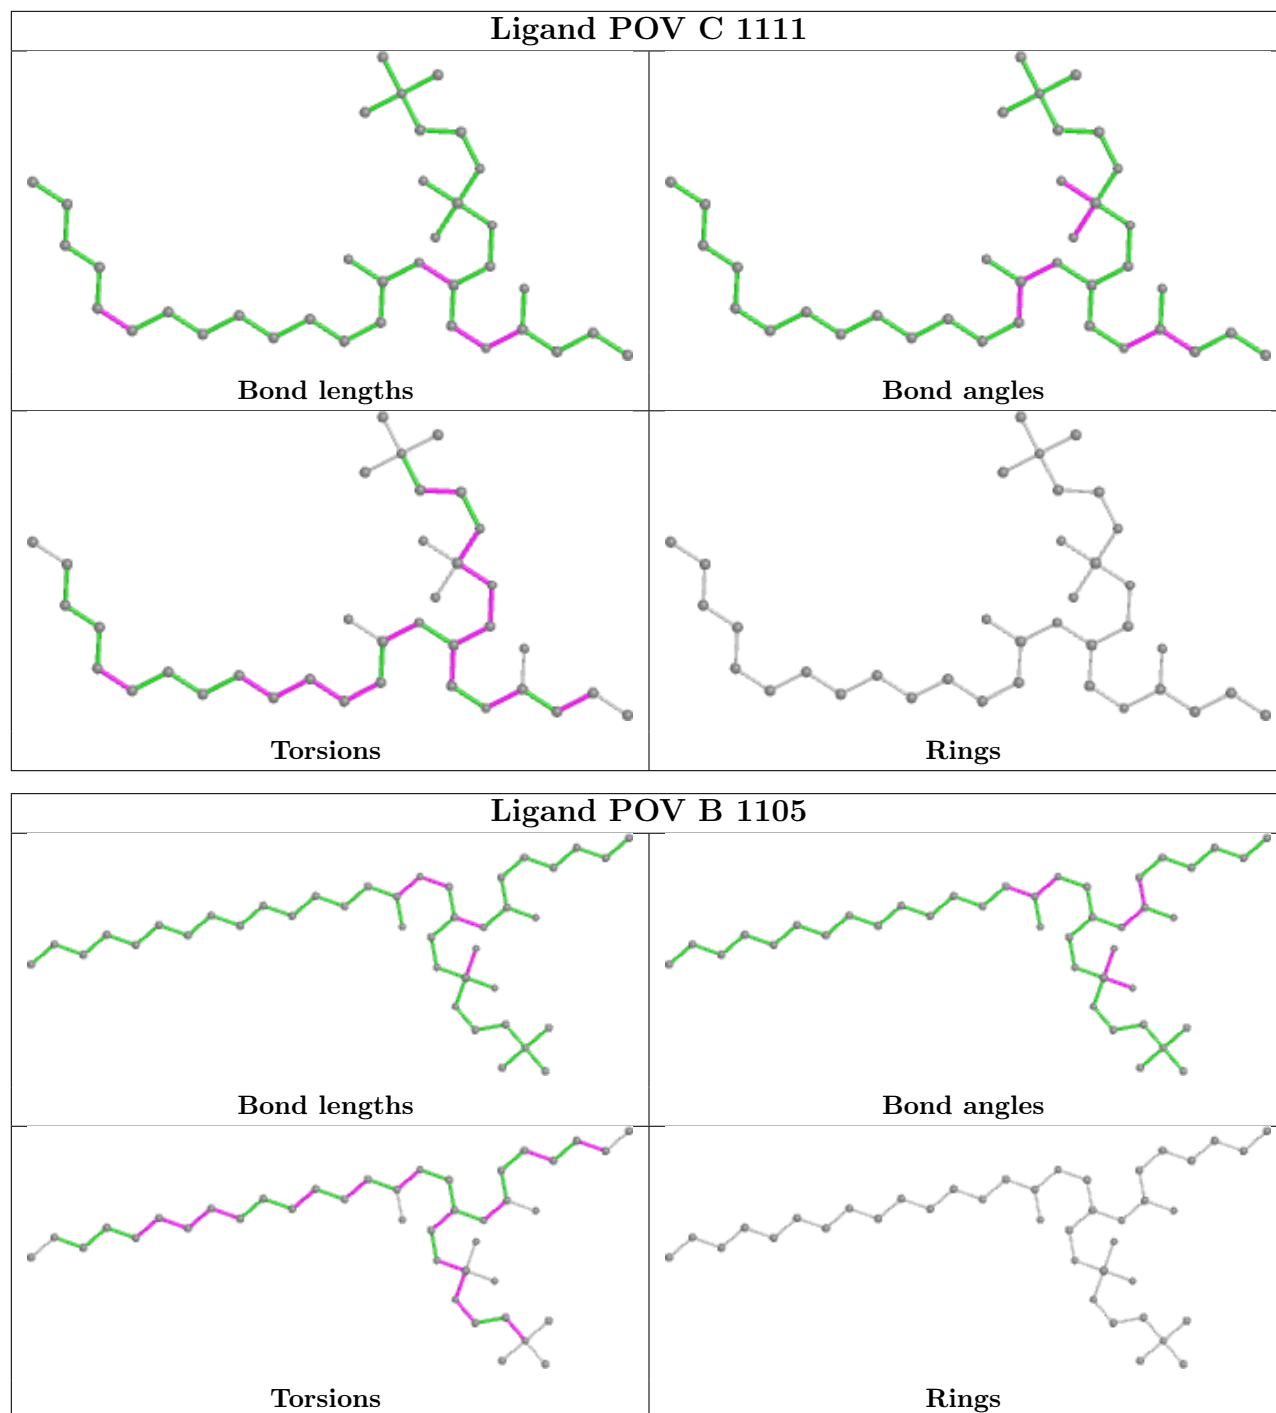 Ligand POV C 1111
Bond lengths
Bond angles
Torsions
Rings
Ligand POV B 1105
Bond lengths
Bond angles
Torsions
Rings